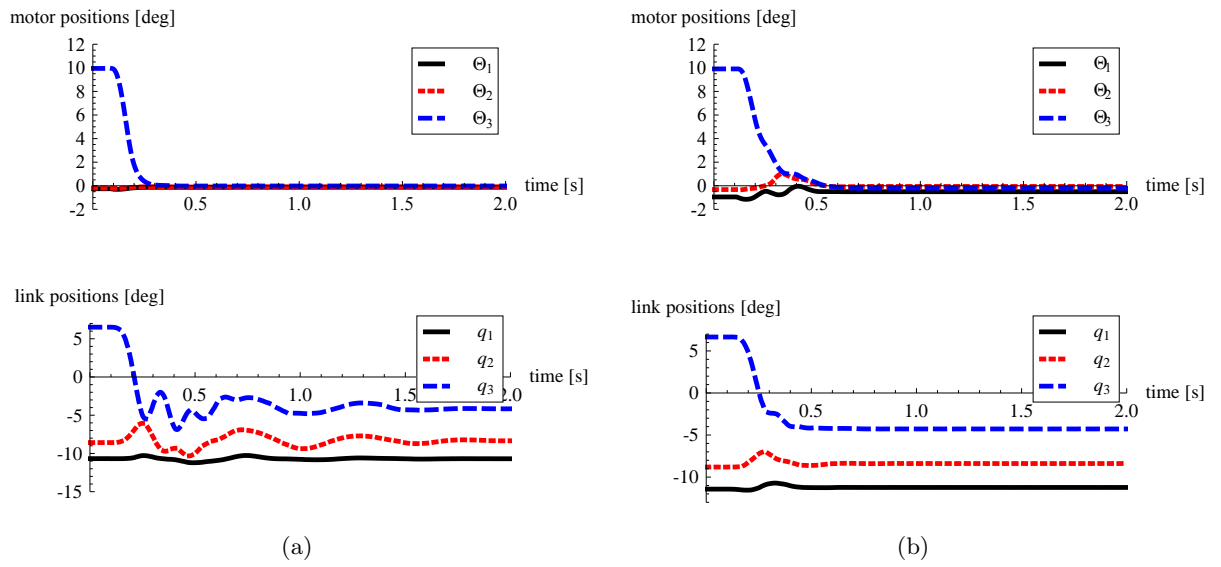 motor positions [deg]
12
10
8
6
4
2
0
-2
0.5
1.0
1.5
2.0
time [s]
Θ1
Θ2
Θ3
motor positions [deg]
12
10
8
6
4
2
0
-2
0.5
1.0
1.5
2.0
time [s]
Θ1
Θ2
Θ3
link positions [deg]
5
0
-5
-10
-15
0.5
1.0
1.5
2.0
time [s]
q1
q2
q3
link positions [deg]
5
0
-5
-10
0.5
1.0
1.5
2.0
time [s]
q1
q2
q3
(a)
(b)